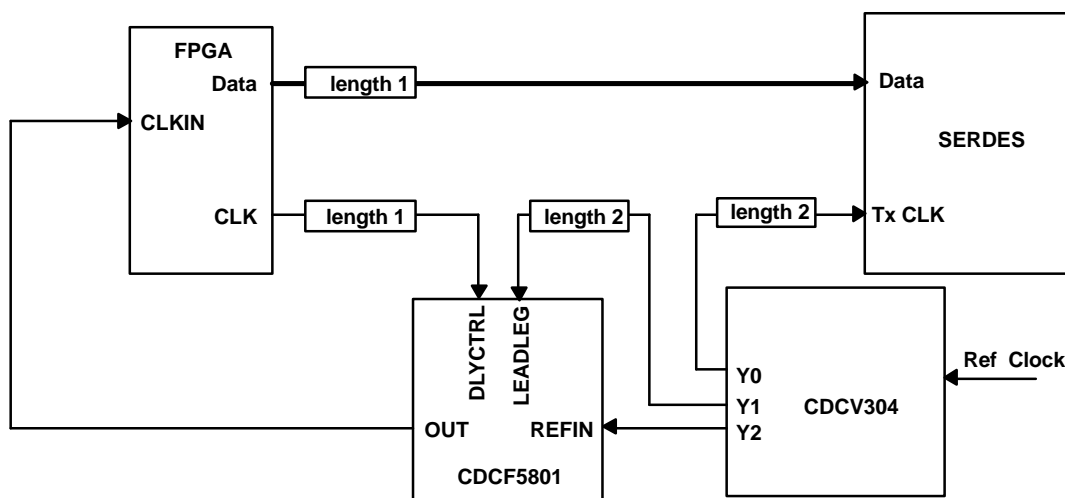 FPGA
Data
length 1
Data
CLKIN
SERDES
CLK
length 1
length 2
length 2
Tx CLK
DLYCTRL
LEADLEG
Ref Clock
Y0
Y1
CDCV304
OUT
REFIN
Y2
CDCF5801